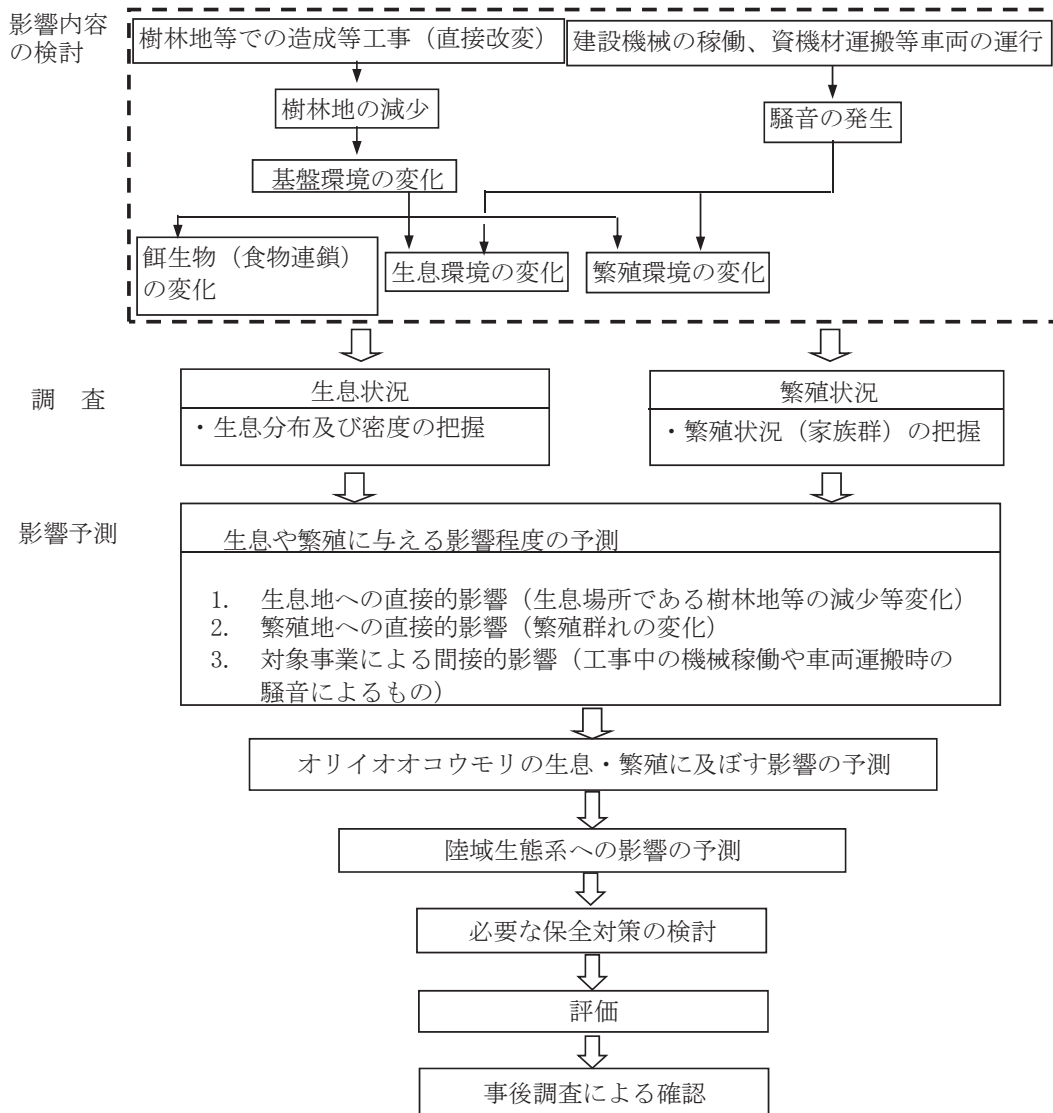 影響内容
の検討
樹林地等での造成等工事（直接改変）
建設機械の稼働、資機材運搬等車両の運行
樹林地の減少
騒音の発生
基盤環境の変化
餌生物（食物連鎖）
の変化
生息環境の変化
繁殖環境の変化
調　査
生息状況
・生息分布及び密度の把握
繁殖状況
・繁殖状況（家族群）の把握
影響予測
生息や繁殖に与える影響程度の予測
1.　生息地への直接的影響（生息場所である樹林地等の減少等変化）
2.　繁殖地への直接的影響（繁殖群れの変化）
3.　対象事業による間接的影響（工事中の機械稼働や車両運搬時の
騒音によるもの）
オリイオオコウモリの生息・繁殖に及ぼす影響の予測
陸域生態系への影響の予測
必要な保全対策の検討
評価
事後調査による確認